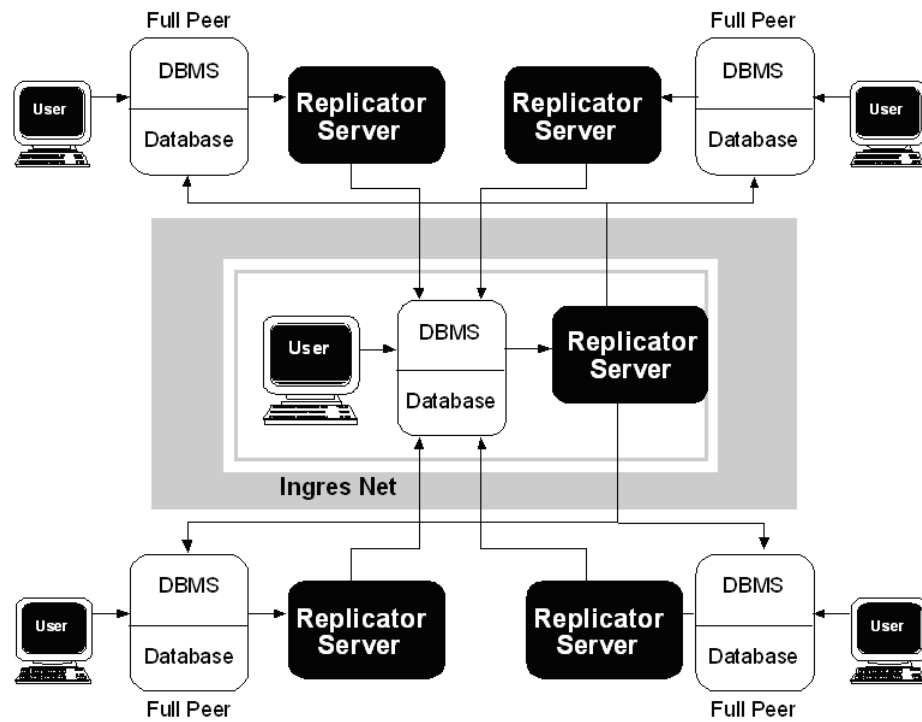 Full Peer
Full Peer
User
DBMS
Database
Replicator
Server
Replicator
Server
DBMS
Database
User
User
DBMS
Database
Replicator
Server
Ingres Net
User
DBMS
Database
Replicator
Server
Replicator
Server
DBMS
Database
User
Full Peer
Full Peer